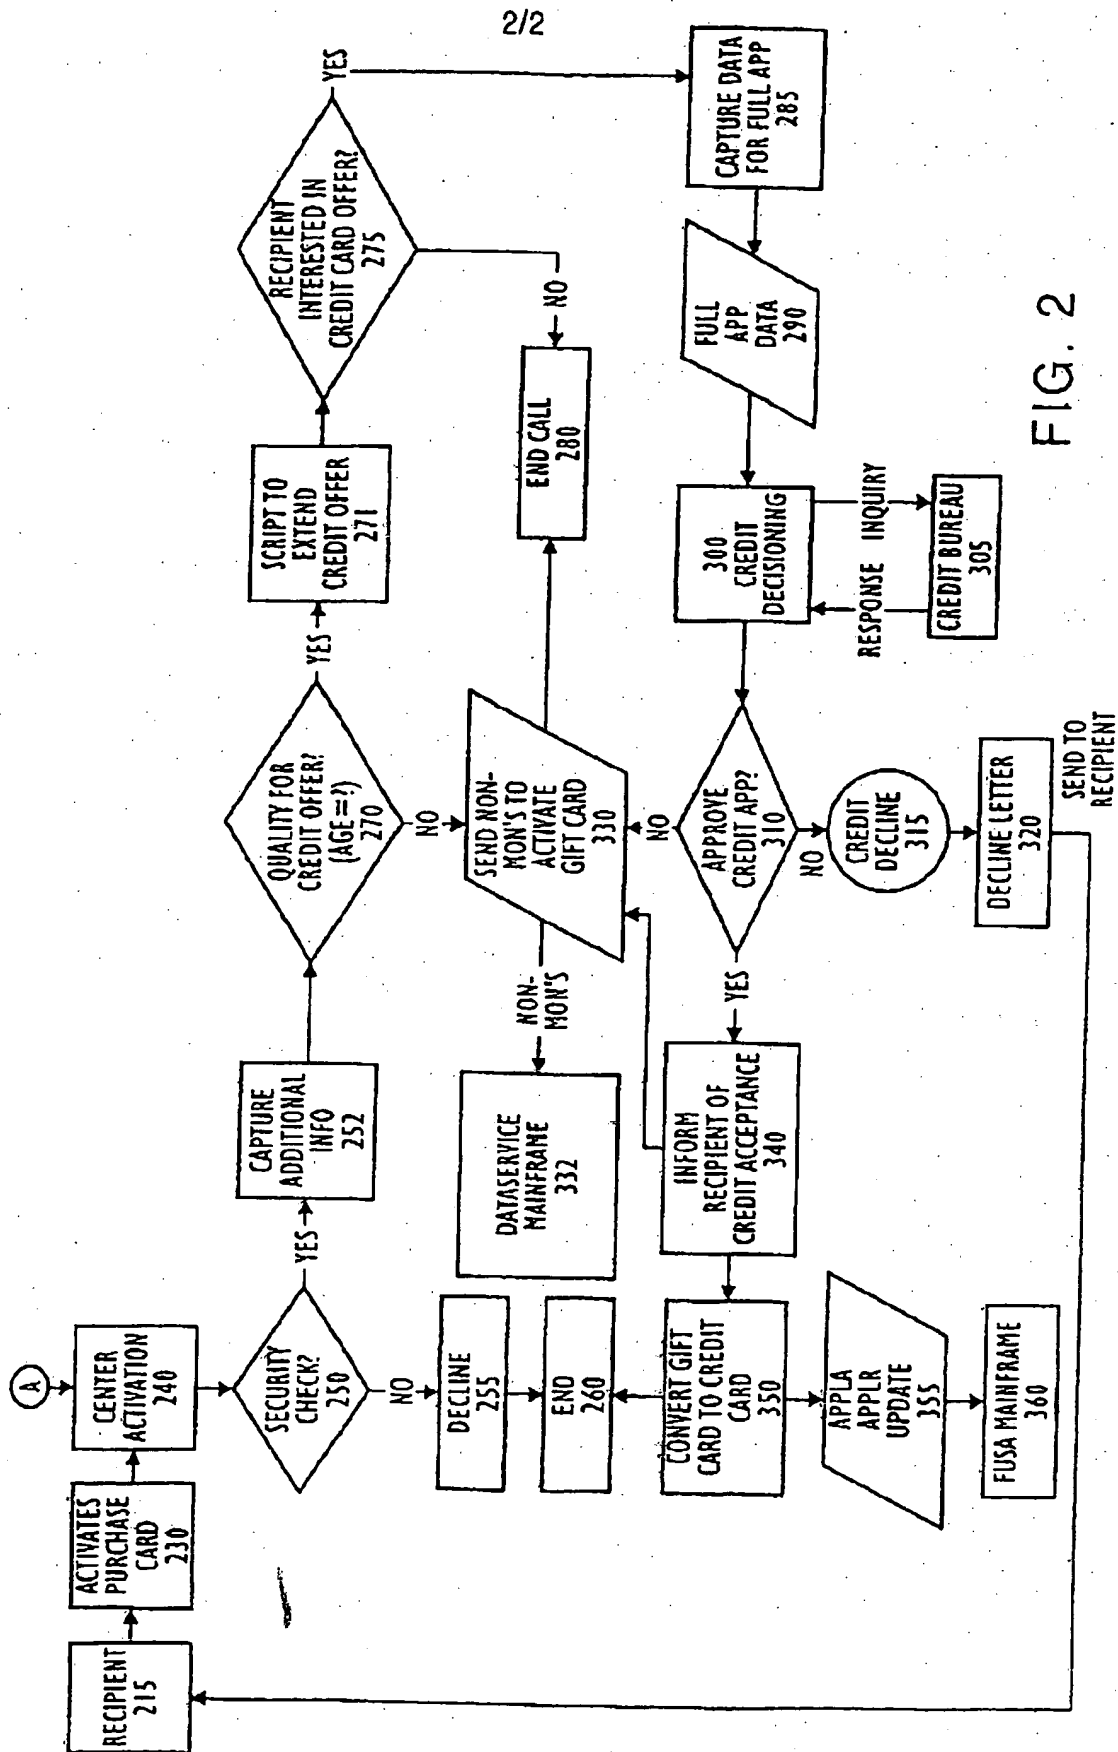 2/2
A
RECIPIENT
215
ACTIVATES
PURCHASE
CARD
230
CENTER
ACTIVATION
240
SECURITY
CHECK?
250
YES
NO
CAPTURE
ADDITIONAL
INFO
252
QUALITY FOR
CREDIT OFFER?
(AGE=?)
270
YES
NO
SCRIPT TO
EXTEND
CREDIT OFFER
271
RECIPIENT
INTERESTED IN
CREDIT CARD OFFER?
275
YES
NO
DECLINE
255
END
260
DATASERVICE
MAINFRAME
332
NON-
MON'S
SEND NON-
MON'S TO
ACTIVATE
GIFT CARD
330
END CALL
280
CONVERT GIFT
CARD TO CREDIT
CARD
350
INFORM
RECIPIENT OF
CREDIT ACCEPTANCE
340
YES
NO
APPROVE
CREDIT APP?
310
NO
300
CREDIT
DECISIONING
FULL
APP
DATA
290
CAPTURE DATA
FOR FULL APP
285
APPLA
APPLR
UPDATE
355
CREDIT
DECLINE
315
RESPONSE
INQUIRY
FUSA MAINFRAME
360
DECLINE LETTER
320
CREDIT BUREAU
305
SEND TO
RECIPIENT
FIG. 2